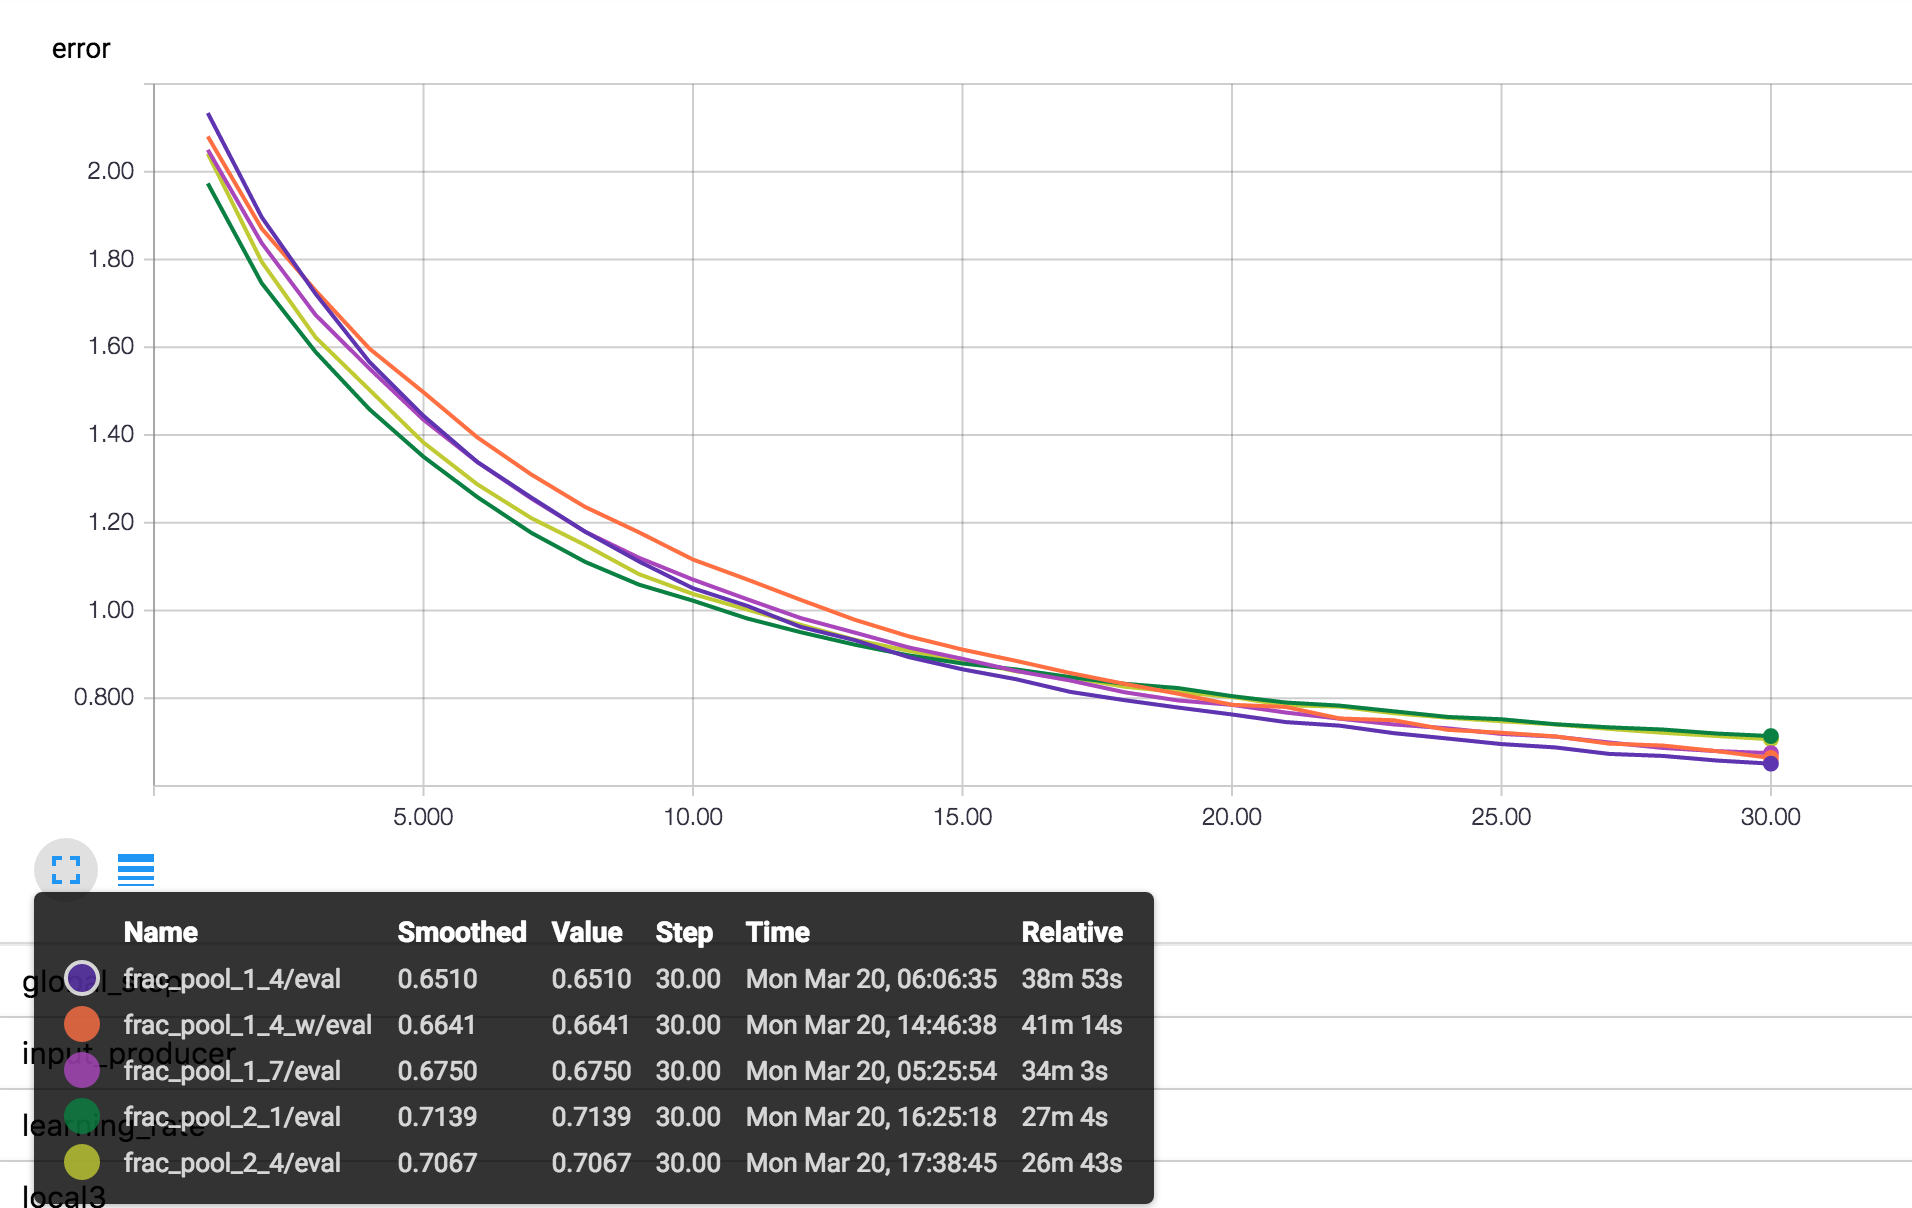 error
2.00
1.80
1.60
1.40
1.20
1.00
0.800
5.000 10.00 15.00 20.00 25.00 30.00
Name Smoothed Value Step Time Relative
frac_pool_1_4/eval 0.6510 0.6510 30.00 Mon Mar 20, 06:06:35 38m 53s
global_step
frac_pool_1_4_w/eval 0.6641 0.6641 30.00 Mon Mar 20, 14:46:38 41m 14s
input_producer
frac_pool_1_7/eval 0.6750 0.6750 30.00 Mon Mar 20, 05:25:54 34m 3s
frac_pool_2_1/eval 0.7139 0.7139 30.00 Mon Mar 20, 16:25:18 27m 4s
learning_rate
frac_pool_2_4/eval 0.7067 0.7067 30.00 Mon Mar 20, 17:38:45 26m 43s
local3